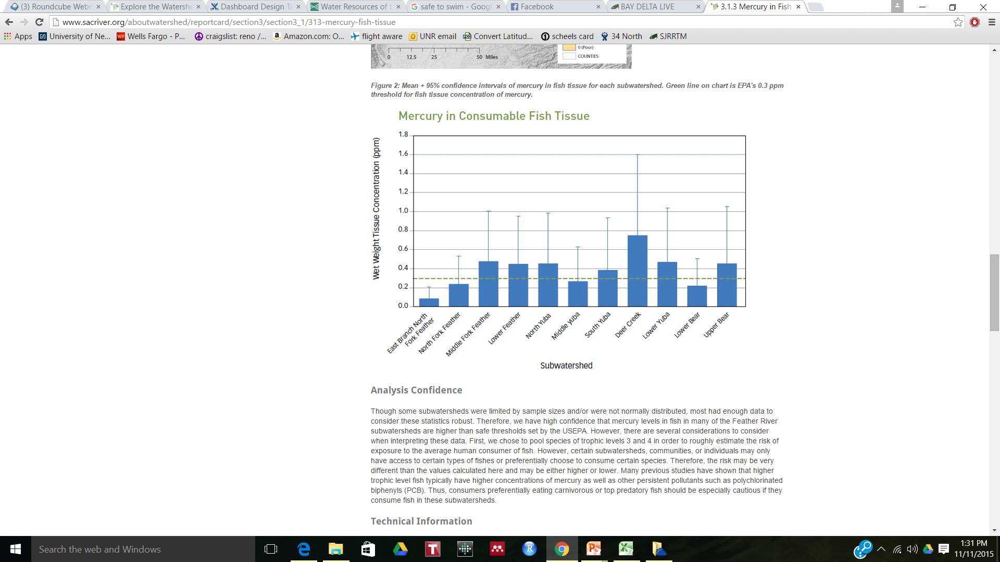 (3) Roundcube Webm
Explore the Watershe
Dashboard Design Ta
Water Resources of t
safe to swim - Googl
Facebook
BAY DELTA LIVE
3.1.3 Mercury in Fish
www.sacriver.org/aboutwatershed/reportcard/section3/section3_1/313-mercury-fish-tissue
Apps
University of Ne...
Wells Fargo - P...
craigslist: reno /...
Amazon.com: O...
flight aware
UNR email
Convert Latitud...
scheels card
34 North
SJRRTM
0 12.5 25 50 Miles
0 (Poor)
COUNTIES
Figure 2: Mean + 95% confidence intervals of mercury in fish tissue for each subwatershed. Green line on chart is EPA's 0.3 ppm
threshold for fish tissue concentration of mercury.
Mercury in Consumable Fish Tissue
Wet Weight Tissue Concentration (ppm)
1.8
1.6
1.4
1.2
1.0
0.8
0.6
0.4
0.2
0.0
East Branch North
Fork Feather
North Fork Feather
Middle Fork Feather
Lower Feather
North Yuba
Middle yuba
South Yuba
Deer Creek
Lower Yuba
Lower Bear
Upper Bear
Subwatershed
Analysis Confidence
Though some subwatersheds were limited by sample sizes and/or were not normally distributed, most had enough data to
consider these statistics robust. Therefore, we have high confidence that mercury levels in fish in many of the Feather River
subwatersheds are higher than safe thresholds set by the USEPA. However, there are several considerations to consider
when interpreting these data. First, we chose to pool species of trophic levels 3 and 4 in order to roughly estimate the risk of
exposure to the average human consumer of fish. However, certain subwatersheds, communities, or individuals may only
have access to certain types of fishes or preferentially choose to consume certain species. Therefore, the risk may be very
different than the values calculated here and may be either higher or lower. Many previous studies have shown that higher
trophic level fish typically have higher concentrations of mercury as well as other persistent pollutants such as polychlorinated
biphenyls (PCB). Thus, consumers preferentially eating carnivorous or top predatory fish should be especially cautious if they
consume fish in these subwatersheds.
Technical Information
Search the web and Windows
1:31 PM
11/11/2015